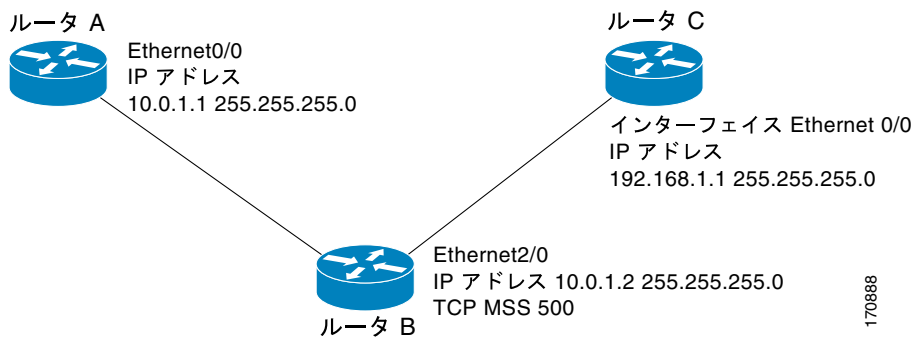 ルータ A
Ethernet0/0
IP アドレス
10.0.1.1 255.255.255.0
ルータ C
インターフェイス Ethernet 0/0
IP アドレス
192.168.1.1 255.255.255.0
Ethernet2/0
IP アドレス 10.0.1.2 255.255.255.0
TCP MSS 500
ルータ B
170888